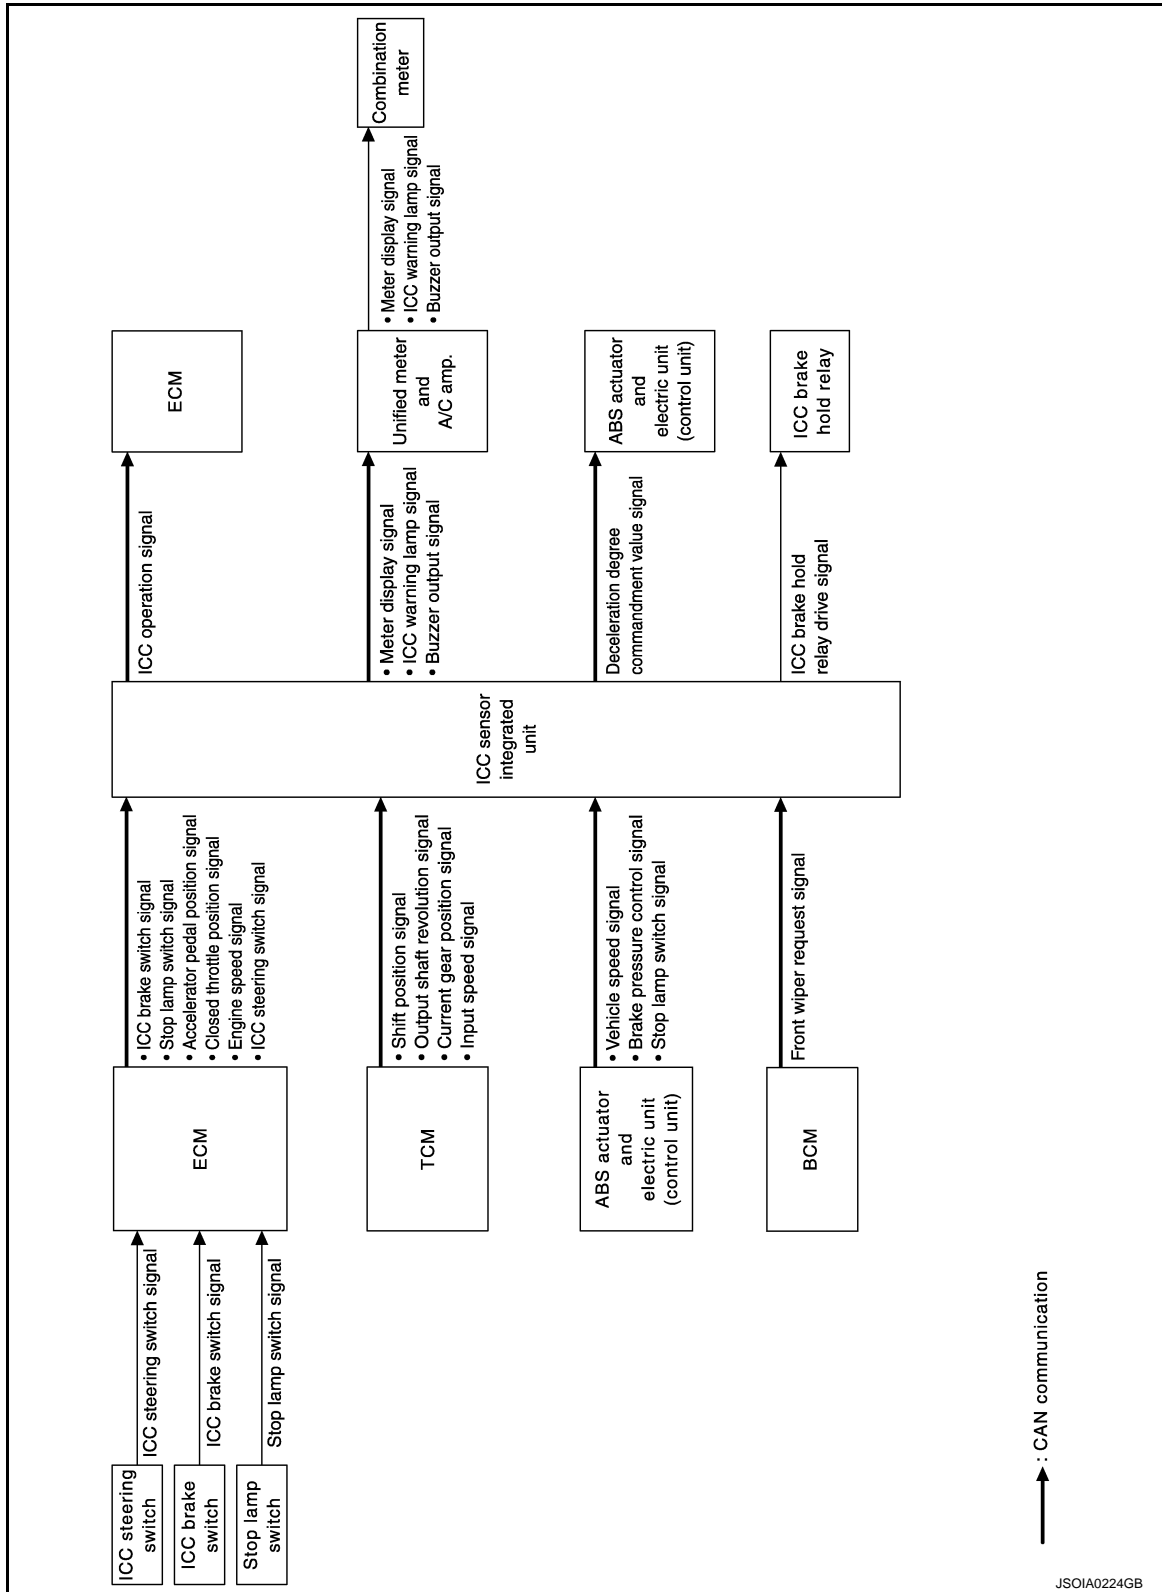 ICC steering
switch
ICC brake
switch
Stop lamp
switch
ICC steering switch signal
ICC brake switch signal
Stop lamp switch signal
ECM
• ICC brake switch signal
• Stop lamp switch signal
• Accelerator pedal position signal
• Closed throttle position signal
• Engine speed signal
• ICC steering switch signal
TCM
• Shift position signal
• Output shaft revolution signal
• Current gear position signal
• Input speed signal
ABS actuator
and
electric unit
(control unit)
• Vehicle speed signal
• Brake pressure control signal
• Stop lamp switch signal
BCM
Front wiper request signal
ICC sensor
integrated
unit
ICC operation signal
ECM
• Meter display signal
• ICC warning lamp signal
• Buzzer output signal
Unified meter
and
A/C amp.
• Meter display signal
• ICC warning lamp signal
• Buzzer output signal
Combination
meter
Deceleration degree
commandment value signal
ABS actuator
and
electric unit
(control unit)
ICC brake hold
relay drive signal
ICC brake
hold relay
: CAN communication
JSOIA0224GB